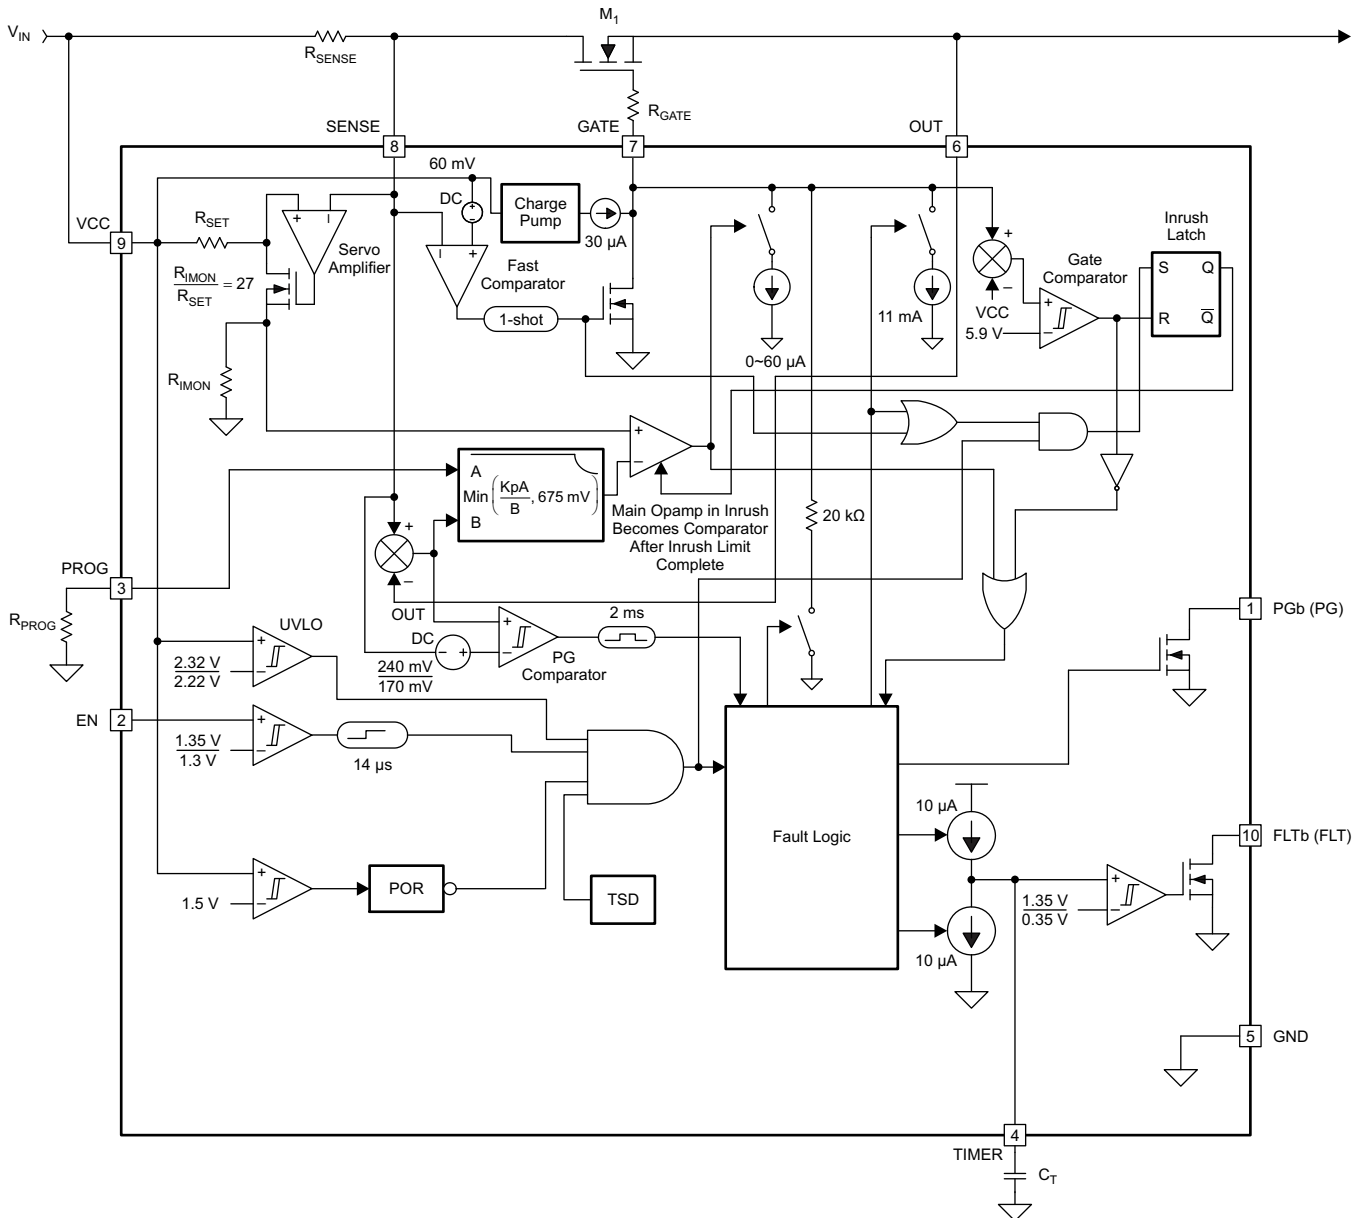 M1
VIN
RSENSE
RGATE
SENSE
GATE
OUT
8
7
6
60 mV
DC
+
−
Charge
Pump
30 µA
Inrush
Latch
VCC
9
RSET
+
−
Servo
Amplifier
− +
Fast
Comparator
+
−
VCC
Gate
Comparator
S Q
R Q̅
RIMON
RSET
= 27
1-shot
11 mA
5.9 V
+
−
0~60 µA
RIMON
+
−
A
Min (KpA/B, 675 mV)
B
Main Opamp in Inrush
Becomes Comparator
After Inrush Limit
Complete
20 kΩ
+
−
OUT
PROG
3
RPROG
UVLO
+
−
2.32 V
2.22 V
DC
− +
240 mV
170 mV
+
−
PG
Comparator
2 ms
1
PGb (PG)
EN
2
+
−
1.35 V
1.3 V
14 µs
Fault Logic
10 µA
10 µA
10
FLTb (FLT)
+
−
1.35 V
0.35 V
+
−
1.5 V
POR
TSD
5
GND
4
TIMER
CT